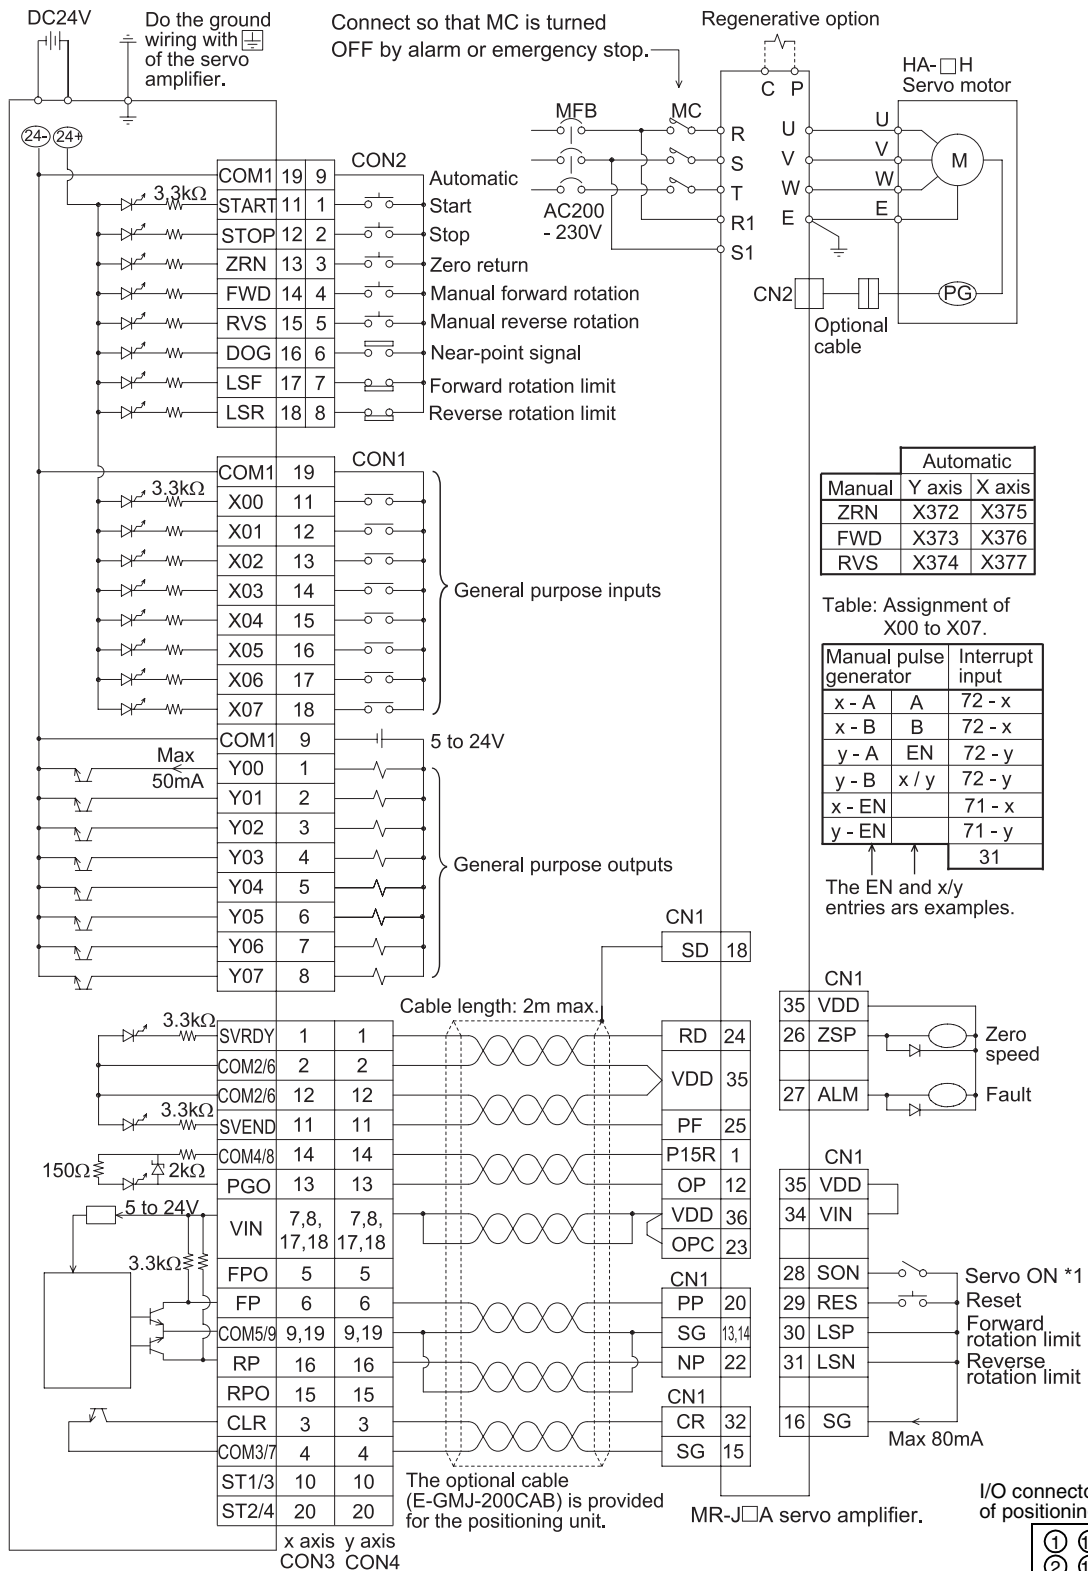 DC24V
Do the ground
wiring with
of the servo
amplifier.
Connect so that MC is turned
OFF by alarm or emergency stop.
Regenerative option
C P
HA-□H
Servo motor
24- 24+
MFB MC
AC200
- 230V
R
S
T
R1
S1
U
V
W
E
U
V
W
E
M
CN2
PG
Optional
cable
CON2
COM1 19 9 Automatic
3,3kΩ START 11 1 Start
STOP 12 2 Stop
ZRN 13 3 Zero return
FWD 14 4 Manual forward rotation
RVS 15 5 Manual reverse rotation
DOG 16 6 Near-point signal
LSF 17 7 Forward rotation limit
LSR 18 8 Reverse rotation limit
CON1
COM1 19
3.3kΩ X00 11
X01 12
X02 13
X03 14
X04 15
X05 16
X06 17
X07 18
General purpose inputs
COM1 9 5 to 24V
Max
50mA
Y00 1
Y01 2
Y02 3
Y03 4
Y04 5
Y05 6
Y06 7
Y07 8
General purpose outputs
Automatic
Manual Y axis X axis
ZRN X372 X375
FWD X373 X376
RVS X374 X377
Table: Assignment of
X00 to X07.
Manual pulse
generator
Interrupt
input
x - A A 72 - x
x - B B 72 - x
y - A EN 72 - y
y - B x / y 72 - y
x - EN 71 - x
y - EN 71 - y
31
The EN and x/y
entries ars examples.
CN1
SD 18
Cable length: 2m max.
3.3kΩ SVRDY 1 1
COM2/6 2 2
COM2/6 12 12
3.3kΩ SVEND 11 11
COM4/8 14 14
150Ω 2kΩ
PGO 13 13
5 to 24V
VIN 7,8, 7,8,
17,18 17,18
3.3kΩ
FPO 5 5
FP 6 6
COM5/9 9,19 9,19
RP 16 16
RPO 15 15
CLR 3 3
COM3/7 4 4
ST1/3 10 10
ST2/4 20 20
x axis y axis
CON3 CON4
RD 24
VDD 35
PF 25
P15R 1
OP 12
VDD 36
OPC 23
CN1
PP 20
SG 13,14
NP 22
CN1
CR 32
SG 15
The optional cable
(E-GMJ-200CAB) is provided
for the positioning unit.
MR-J□A servo amplifier.
CN1
35 VDD
26 ZSP Zero
speed
27 ALM Fault
CN1
35 VDD
34 VIN
28 SON Servo ON *1
29 RES Reset
30 LSP Forward
rotation limit
31 LSN Reverse
rotation limit
16 SG
Max 80mA
I/O connecto
of positionin
① ①
②